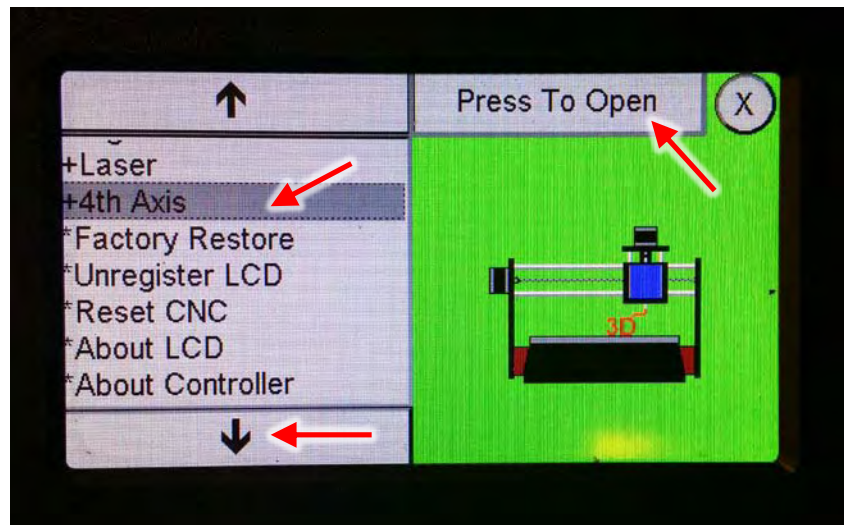 Press To Open
X
+Laser
+4th Axis
*Factory Restore
*Unregister LCD
*Reset CNC
*About LCD
*About Controller
3D